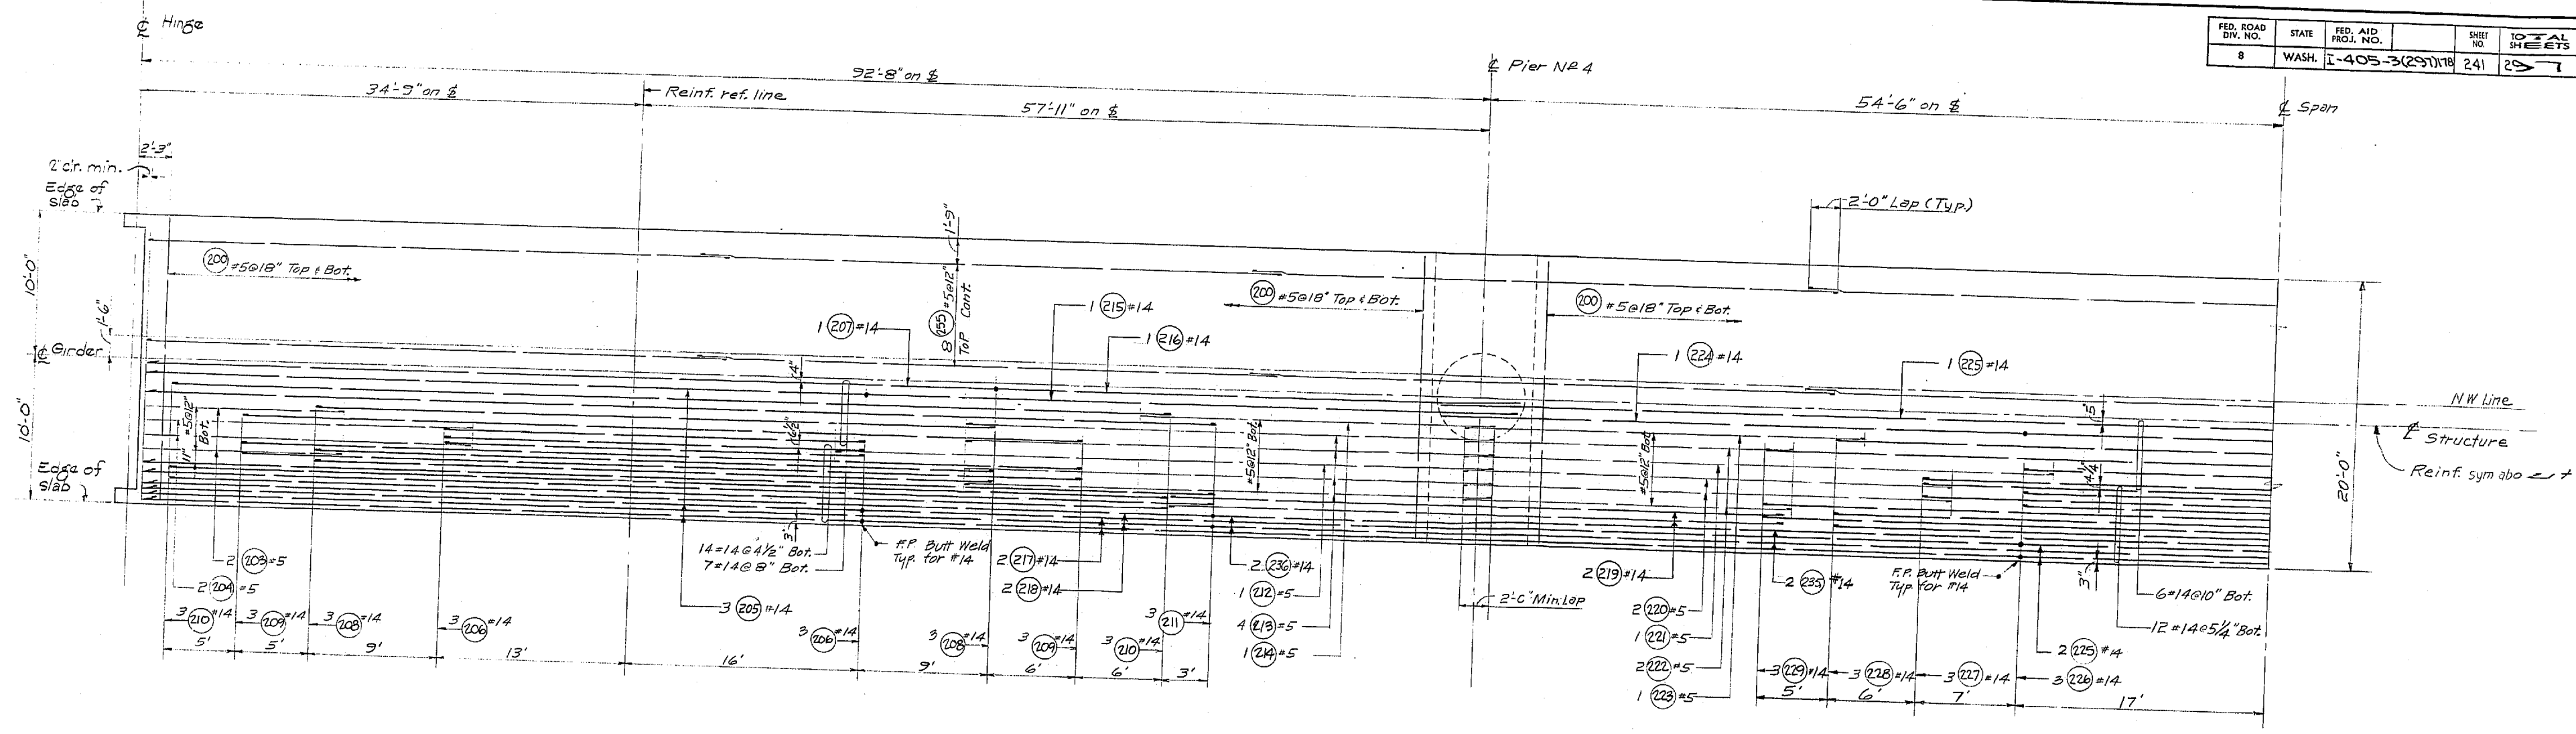 FED. ROAD DIV. NO.
STATE
FED. AID PROJ. NO.
SHEET NO.
TOTAL SHEETS
8
WASH.
I-405-3(297)178
241
297
℄ Hinge
92'-8" on ℄
℄ Pier Nº 4
34'-9" on ℄
Reinf. ref. line
57'-11" on ℄
54'-6" on ℄
℄ Span
2'-3"
2 clr. min.
Edge of
slab
2'-0" Lap (Typ.)
1'-9"
10'-0"
200 #5@18" Top & Bot.
8 255 #5@12"
Top Cont.
200 #5@18" Top & Bot.
200 #5@18" Top & Bot.
1'-6"
℄ Girder
1 207 #14
1 215 #14
1 216 #14
1 224 #14
1 225 #14
4"
5"
NW Line
℄ Structure
Reinf. sym abo
10'-0"
11"
#5@12"
Bot.
6½"
#5@12" Bot.
#5@12" Bot.
4¼"
20'-0"
Edge of
slab
3"
3"
14 #14@4½" Bot.
7 #14@8" Bot.
F.P. Butt Weld
Typ. for #14
2 203 #5
2 204 #5
3 205 #14
2 217 #14
2 218 #14
2 236 #14
1 212 #5
4 213 #5
1 214 #5
2'-0" Min. Lap
2 219 #14
2 220 #5
1 221 #5
2 222 #5
1 223 #5
2 235 #14
F.P. Butt Weld
Typ. for #14
6 #14@10" Bot.
12 #14@5¼" Bot.
2 225 #14
3 226 #14
3 210 #14
3 209 #14
3 208 #14
3 206 #14
3 206 #14
3 208 #14
3 209 #14
3 210 #14
3 211 #14
3 229 #14
3 228 #14
3 227 #14
5'
5'
9'
13'
16'
9'
6'
6'
3'
5'
6'
7'
17'